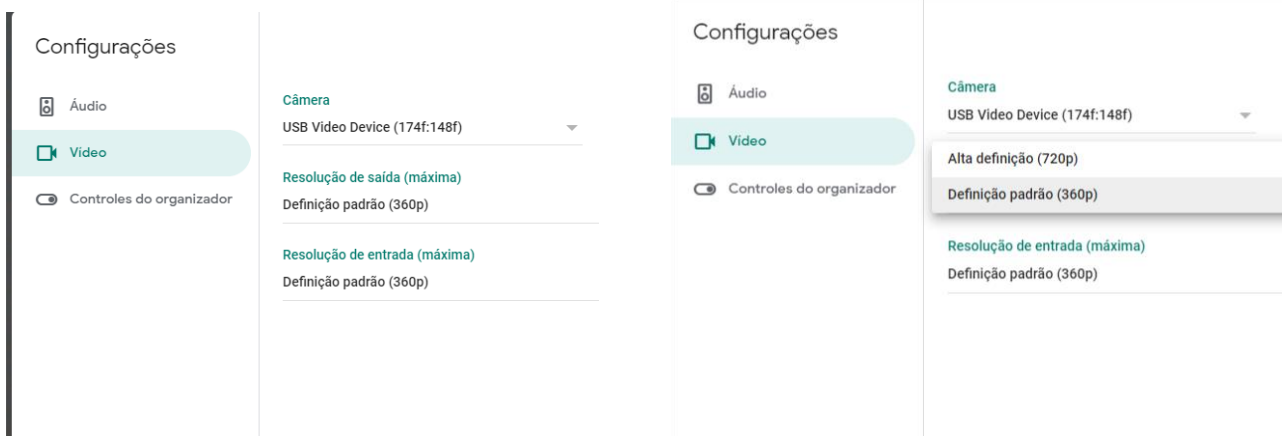 Configurações
Áudio
Vídeo
Controles do organizador
Câmera
USB Video Device (174f:148f)
Resolução de saída (máxima)
Definição padrão (360p)
Resolução de entrada (máxima)
Definição padrão (360p)
Configurações
Áudio
Vídeo
Controles do organizador
Câmera
USB Video Device (174f:148f)
Alta definição (720p)
Definição padrão (360p)
Resolução de entrada (máxima)
Definição padrão (360p)